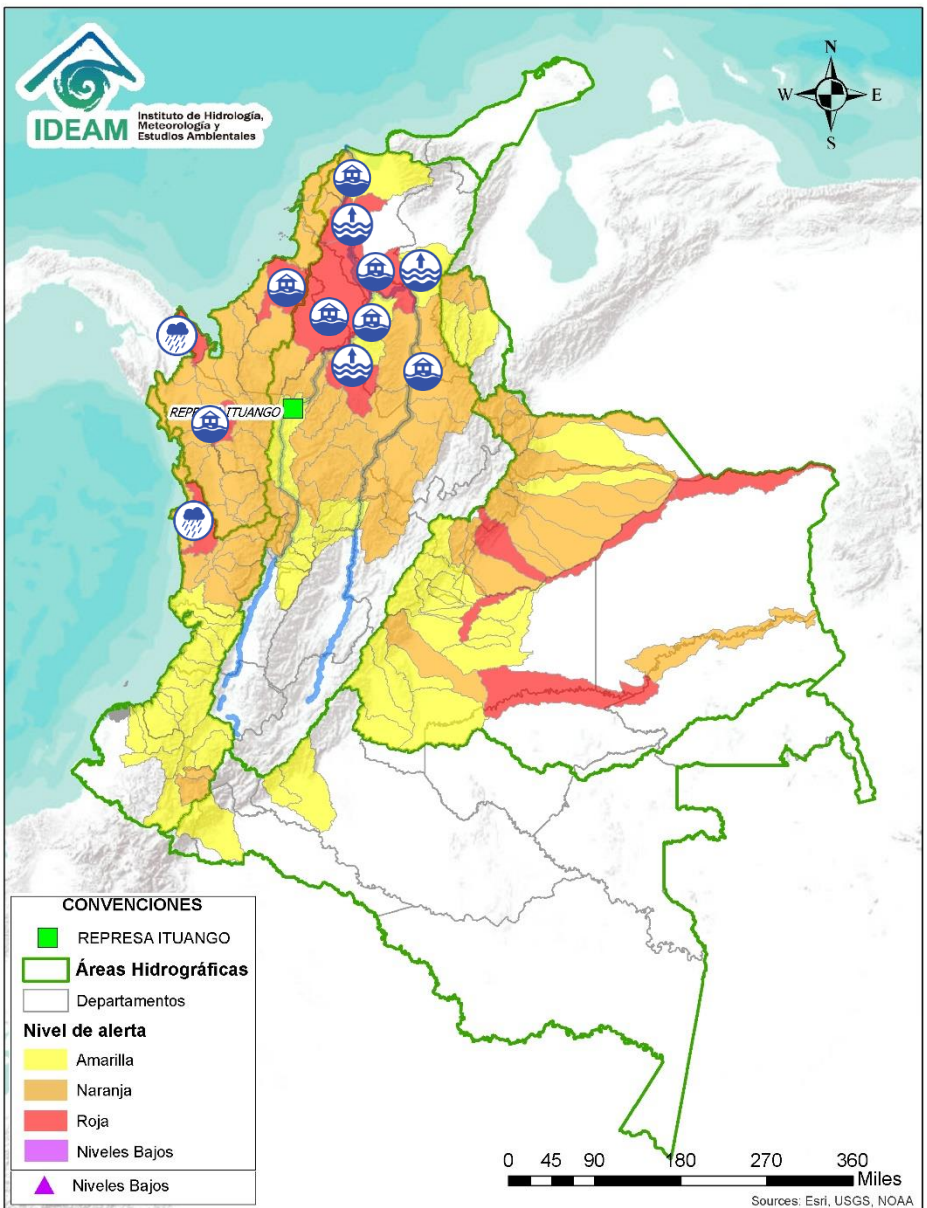 IDEAM
Instituto de Hidrología,
Meteorología y
Estudios Ambientales
N
W E
S
REPRESA ITUANGO
CONVENCIONES
REPRESA ITUANGO
Áreas Hidrográficas
Departamentos
Nivel de alerta
Amarilla
Naranja
Roja
Niveles Bajos
Niveles Bajos
0 45 90 180 270 360
Miles
Sources: Esri, USGS, NOAA